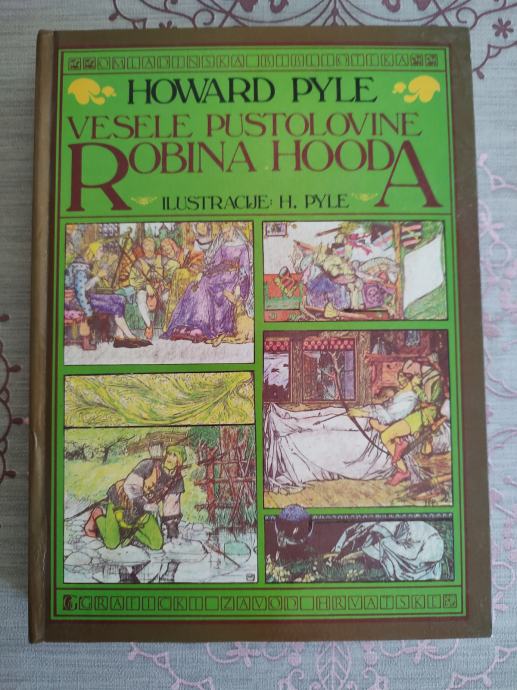 OMLADINSKA BIBLIOTEKA
HOWARD PYLE
VESELE PUSTOLOVINE
ROBINA HOODA
ILUSTRACIJE: H. PYLE
GRAFIČKI ZAVOD HRVATSKE